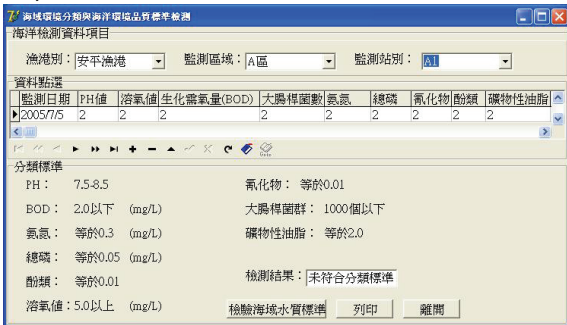 海域環境分類與海洋環境品質標準檢測
海洋檢測資料項目
漁港別： 安平漁港 監測區域： A區 監測站別： A1
資料點選
監測日期 PH值 溶氧值 生化需氧量(BOD) 大腸桿菌數 氨氮 總磷 氰化物 酚類 礦物性油脂
2005/7/5 2 2 2 2 2 2 2 2 2
分類標準
PH： 7.5-8.5 氰化物： 等於0.01
BOD： 2.0以下 (mg/L) 大腸桿菌群： 1000個以下
氨氮： 等於0.3 (mg/L) 礦物性油脂： 等於2.0
總磷： 等於0.05 (mg/L)
酚類： 等於0.01 檢測結果： 未符合分類標準
溶氧值： 5.0以上 (mg/L) 檢驗海域水質標準 列印 離開